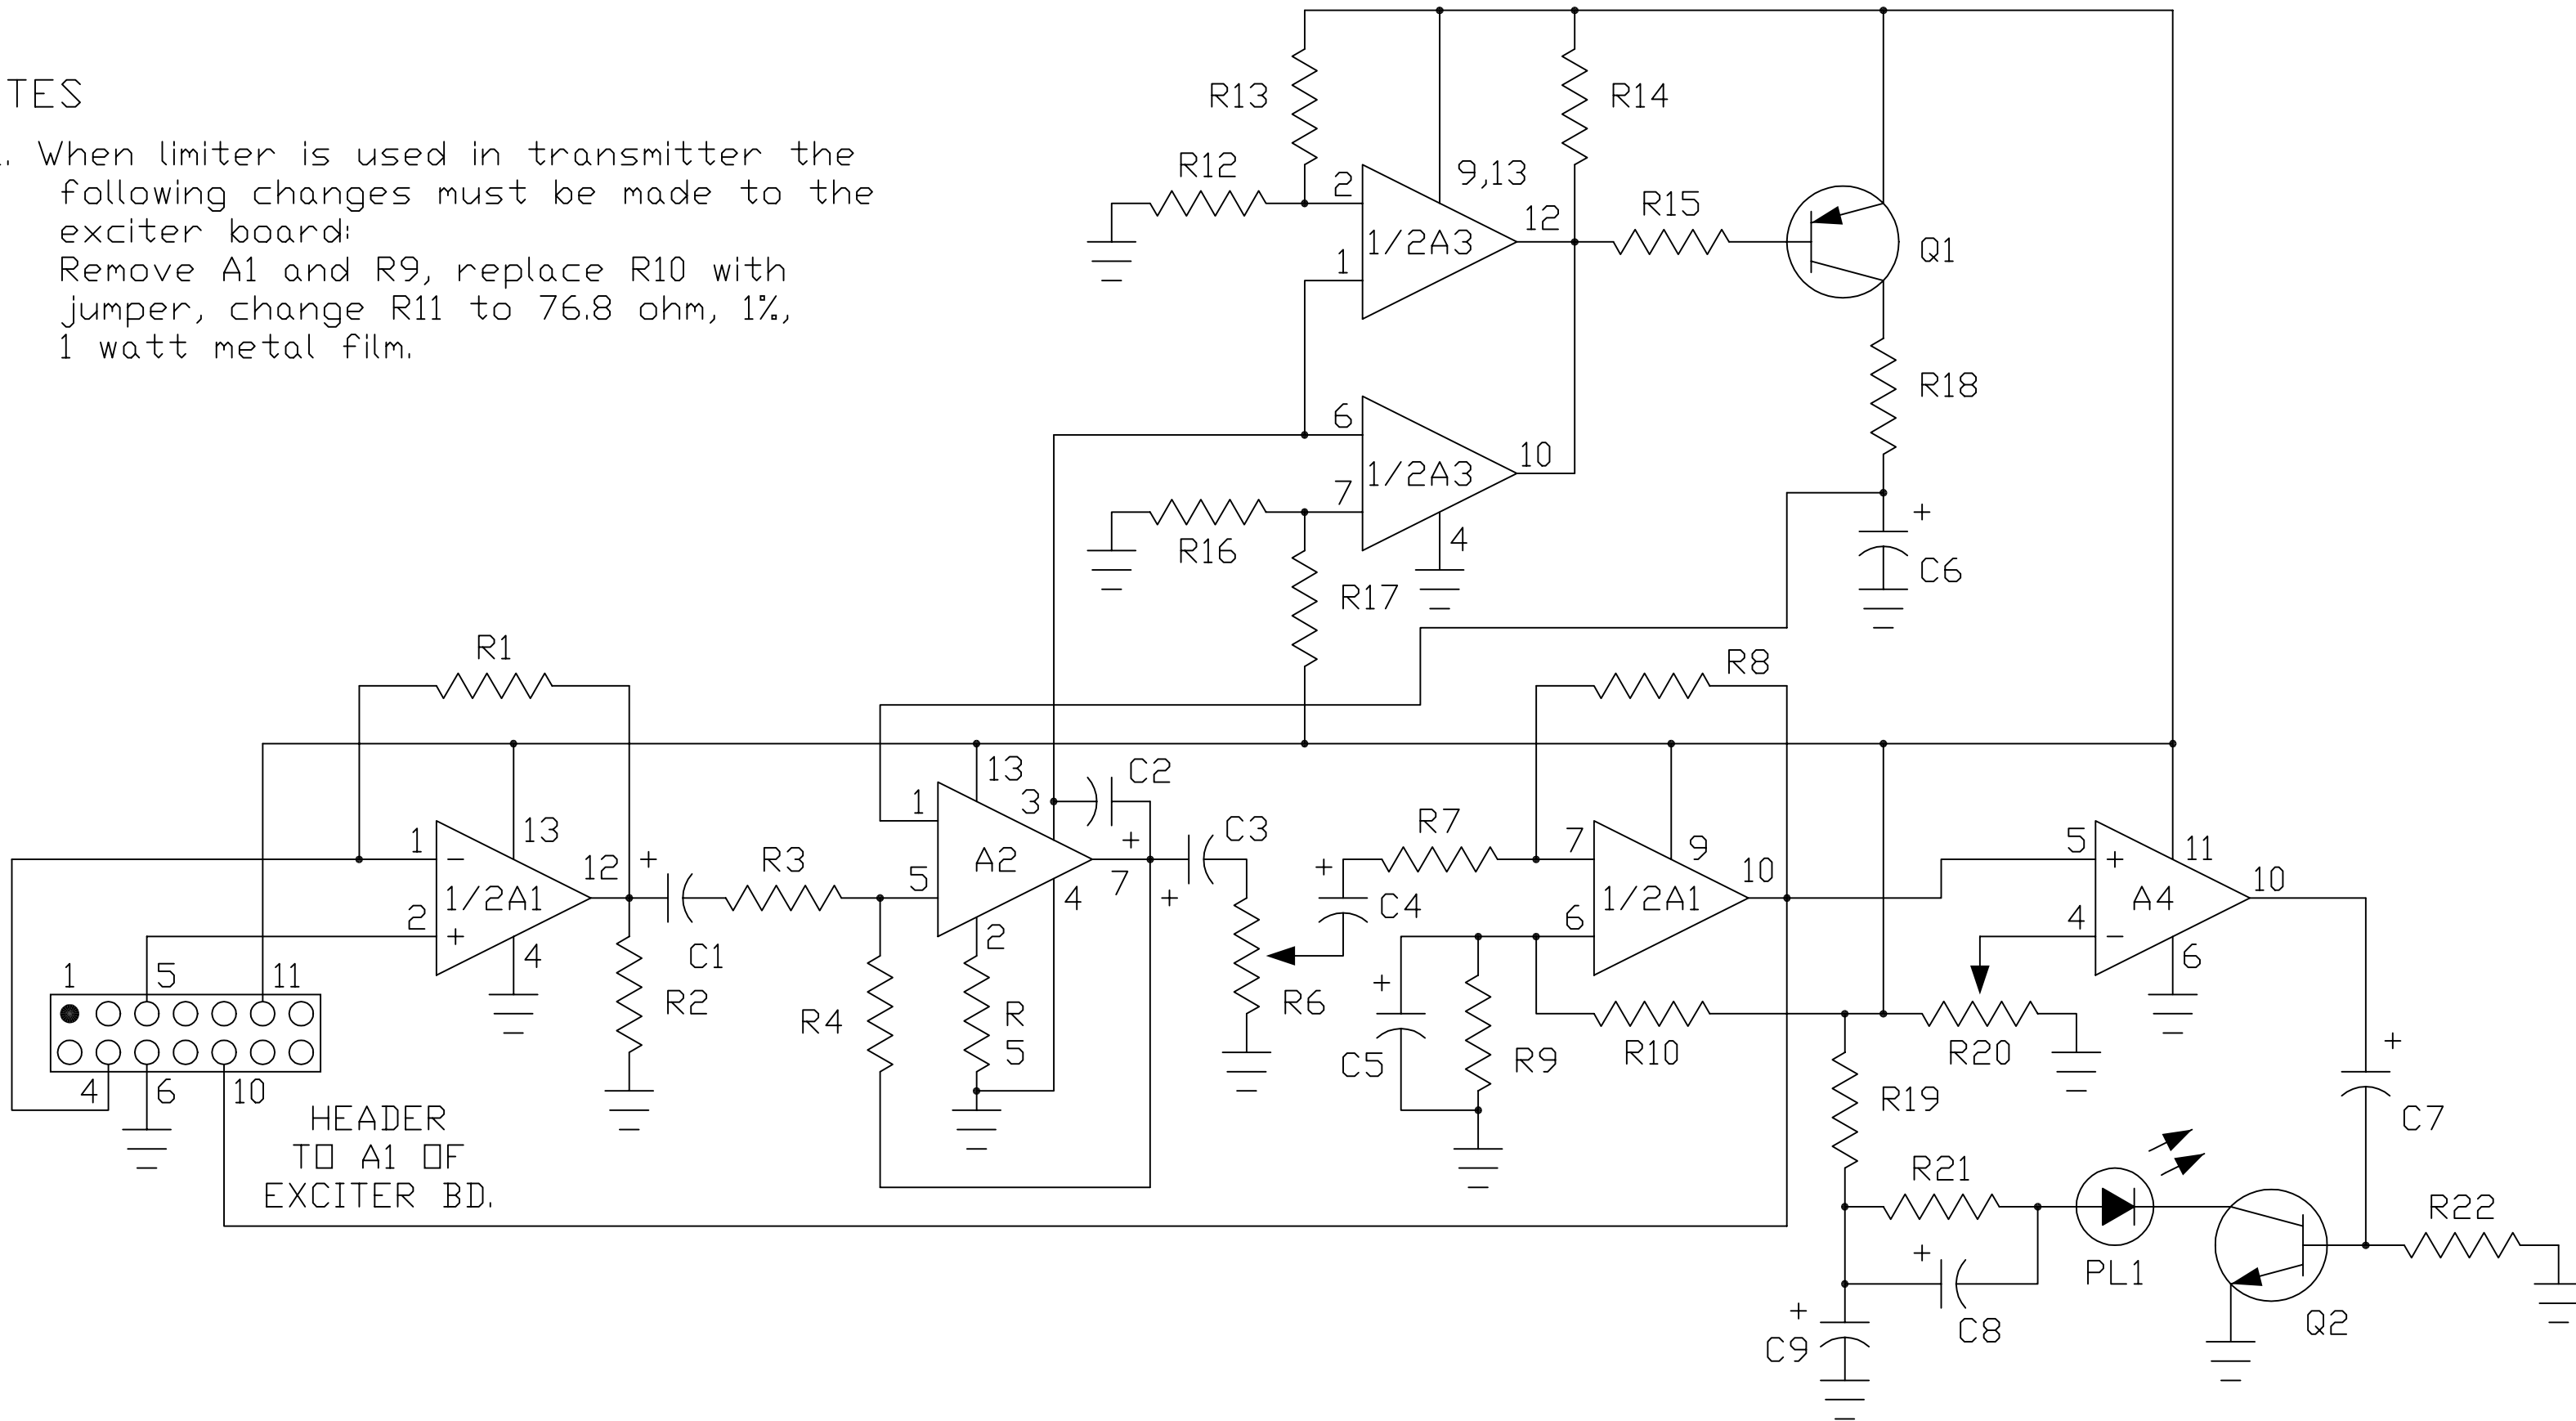 TES
. When limiter is used in transmitter the
following changes must be made to the
exciter board:
Remove A1 and R9, replace R10 with
jumper, change R11 to 76.8 ohm, 1%,
1 watt metal film.
R13
R14
R12
2
9,13
12
R15
1/2A3
1
Q1
R18
6
10
1/2A3
7
4
R16
R17
+
C6
R1
R8
13
3
C2
1
+
C3
R7
1
13
12
+
R3
5
A2
7
4
+
C1
2
1/2A1
4
R2
R4
R
5
2
+
C4
R6
7
9
10
1/2A1
6
+
C5
R9
R10
5
+
11
10
A4
4
−
6
R20
+
C7
1
5
11
−
+
4
6
10
HEADER
TO A1 OF
EXCITER BD.
R19
R21
PL1
R22
+
C8
+
C9
Q2